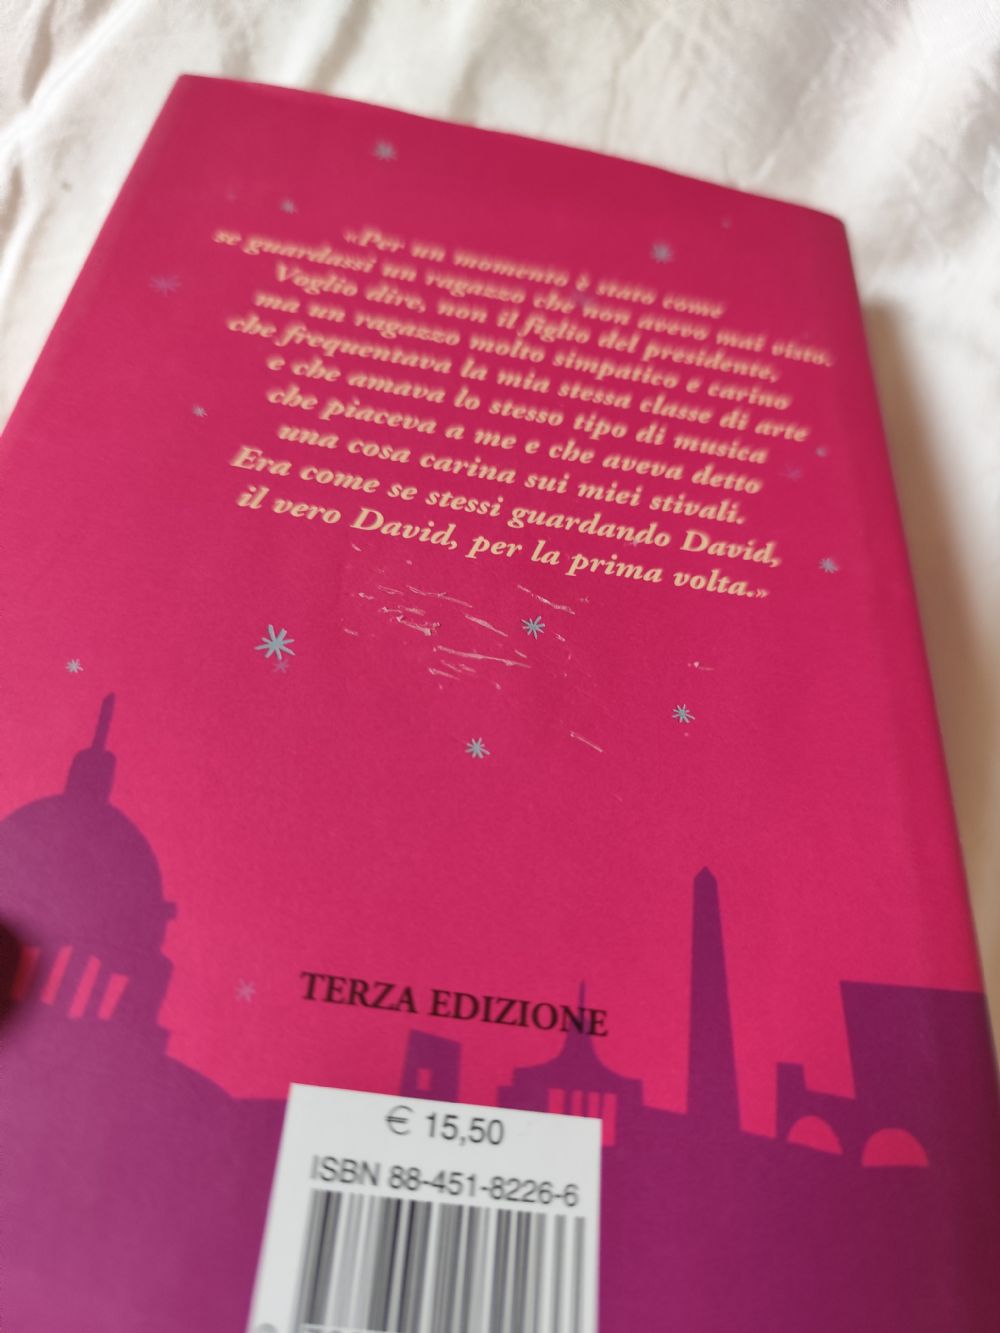 «Per un momento è stato come
se guardassi un ragazzo che non avevo mai visto.
Voglio dire, non il figlio del presidente,
ma un ragazzo molto simpatico e carino
che frequentava la mia stessa classe di arte
e che amava lo stesso tipo di musica
che piaceva a me e che aveva detto
una cosa carina sui miei stivali.
Era come se stessi guardando David,
il vero David, per la prima volta.»
TERZA EDIZIONE
€ 15,50
ISBN 88-451-8226-6